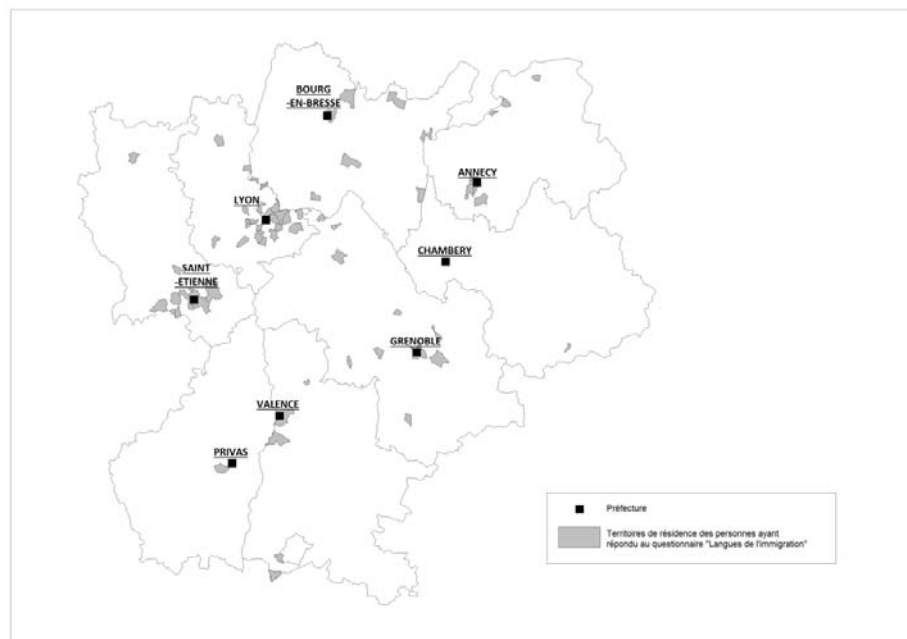 BOURG
-EN-BRESSE
ANNECY
LYON
CHAMBERY
SAINT
-ETIENNE
GRENOBLE
VALENCE
PRIVAS
Préfecture
Territoires de résidence des personnes ayant
répondu au questionnaire "Langues de l'immigration"